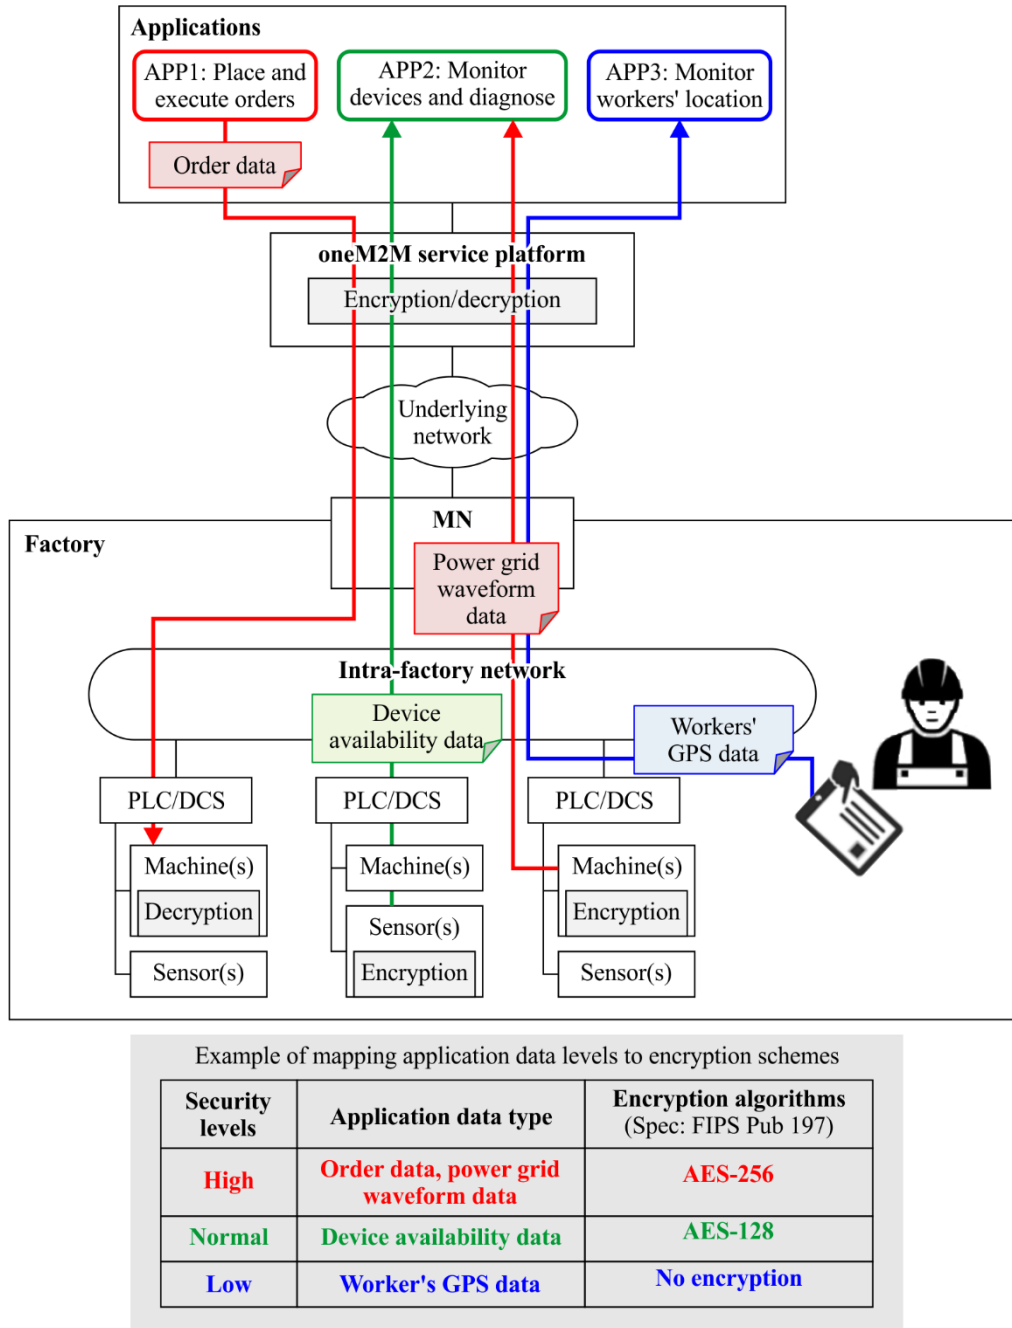 Applications
APP1: Place and
execute orders
APP2: Monitor
devices and diagnose
APP3: Monitor
workers' location
Order data
oneM2M service platform
Encryption/decryption
Underlying
network
MN
Factory
Power grid
waveform
data
Intra-factory network
Device
availability data
Workers'
GPS data
PLC/DCS
PLC/DCS
PLC/DCS
Machine(s)
Decryption
Sensor(s)
Machine(s)
Sensor(s)
Encryption
Machine(s)
Encryption
Sensor(s)
Example of mapping application data levels to encryption schemes
Security
levels
Application data type
Encryption algorithms
(Spec: FIPS Pub 197)
High
Order data, power grid
waveform data
AES-256
Normal
Device availability data
AES-128
Low
Worker's GPS data
No encryption